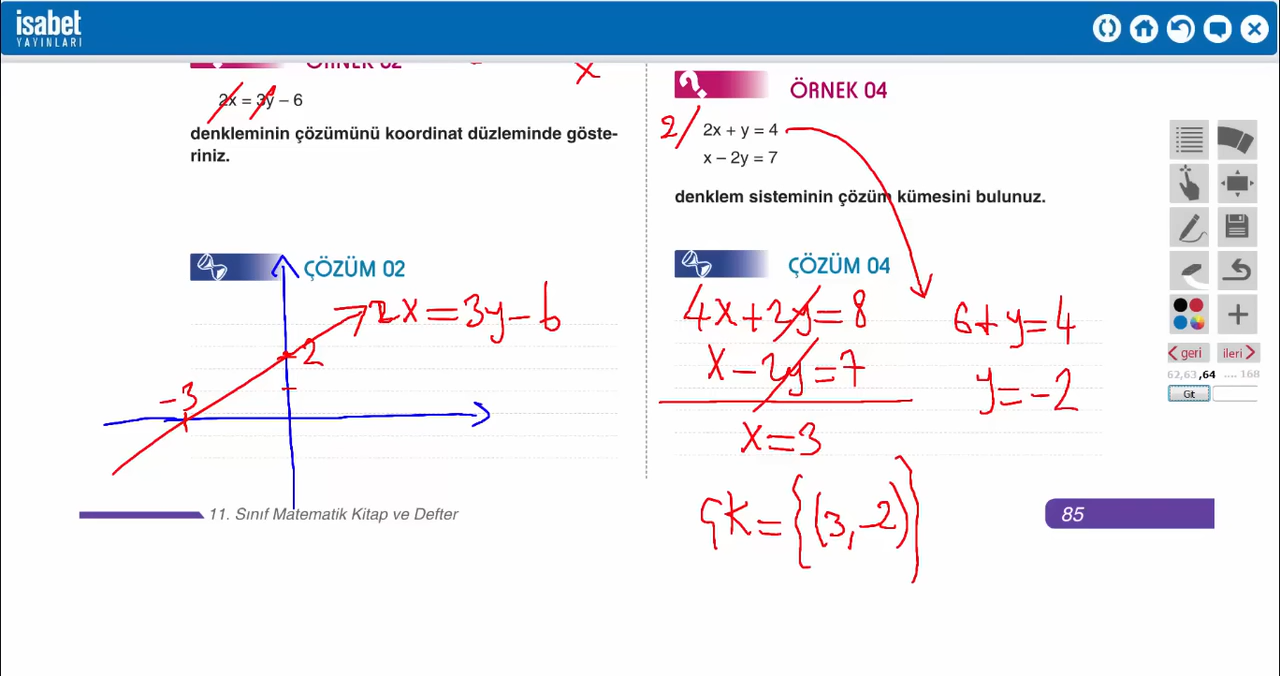 isabet
YAYINLARI
ÖRNEK 02
x
2x = 3y – 6
denkleminin çözümünü koordinat düzleminde göste-
riniz.
ÇÖZÜM 02
2x = 3y – 6
2
–3
11. Sınıf Matematik Kitap ve Defter
ÖRNEK 04
2/ 2x + y = 4
x – 2y = 7
denklem sisteminin çözüm kümesini bulunuz.
ÇÖZÜM 04
4x + 2y = 8
x – 2y = 7
x = 3
6 + y = 4
y = –2
ÇK = {(3, –2)}
85
geri ileri
62,63,64 .... 168
Git